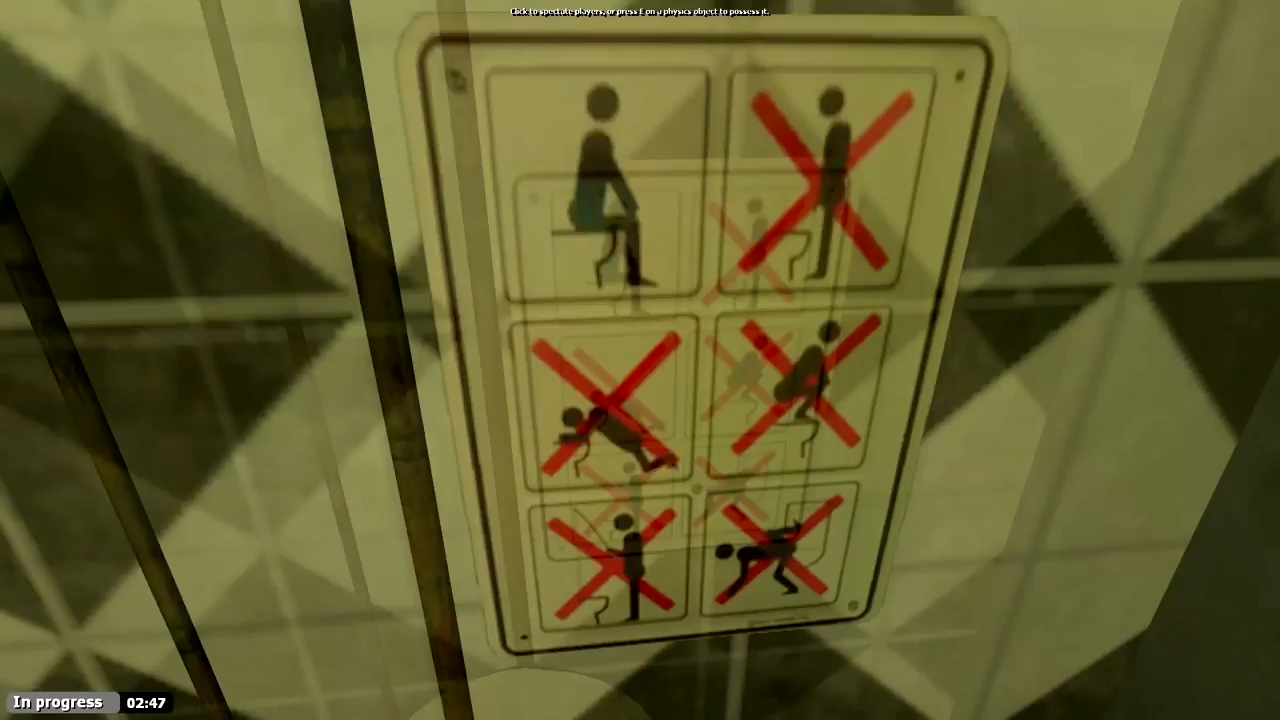 Click to spectate players, or press E on a physics object to possess it.
In progress 02:47